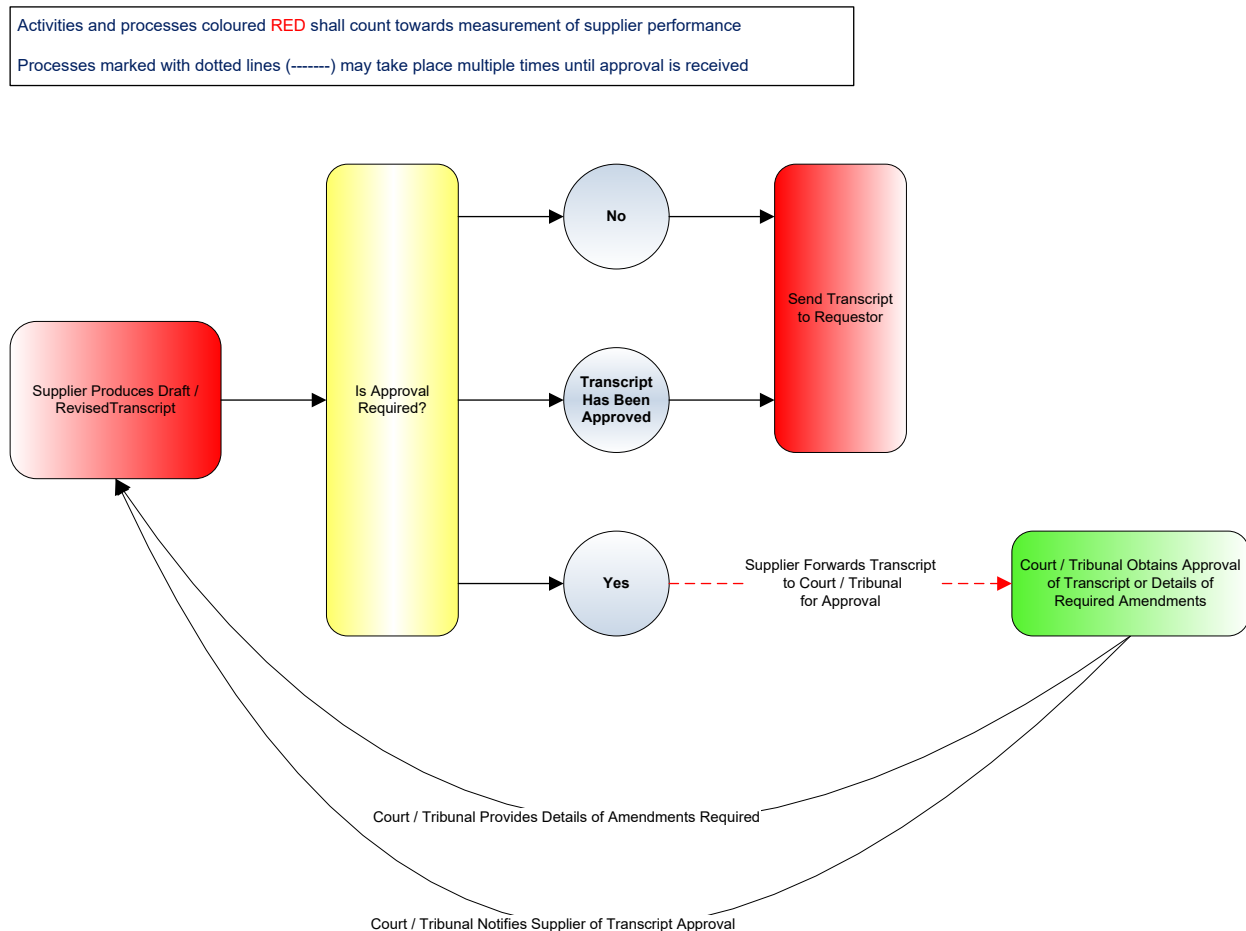 Activities and processes coloured RED shall count towards measurement of supplier performance
Processes marked with dotted lines (-------) may take place multiple times until approval is received
No
Send Transcript
to Requestor
Supplier Produces Draft /
RevisedTranscript
Is Approval
Required?
Transcript
Has Been
Approved
Yes
Supplier Forwards Transcript
to Court / Tribunal
for Approval
Court / Tribunal Obtains Approval
of Transcript or Details of
Required Amendments
Court / Tribunal Provides Details of Amendments Required
Court / Tribunal Notifies Supplier of Transcript Approval